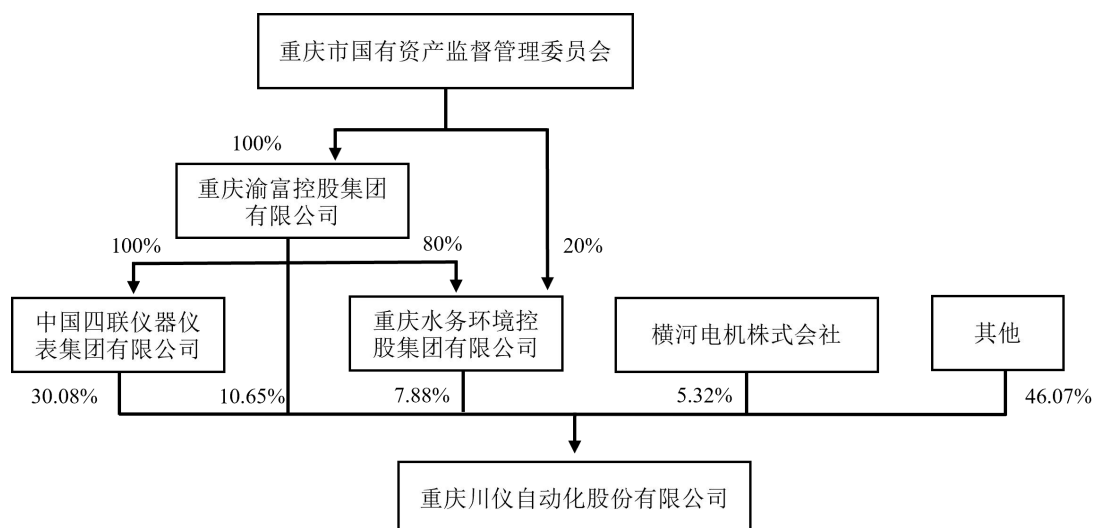 重庆市国有资产监督管理委员会
100%
重庆渝富控股集团
有限公司
100%
80%
20%
中国四联仪器仪
表集团有限公司
重庆水务环境控
股集团有限公司
横河电机株式会社
其他
30.08%
10.65%
7.88%
5.32%
46.07%
重庆川仪自动化股份有限公司